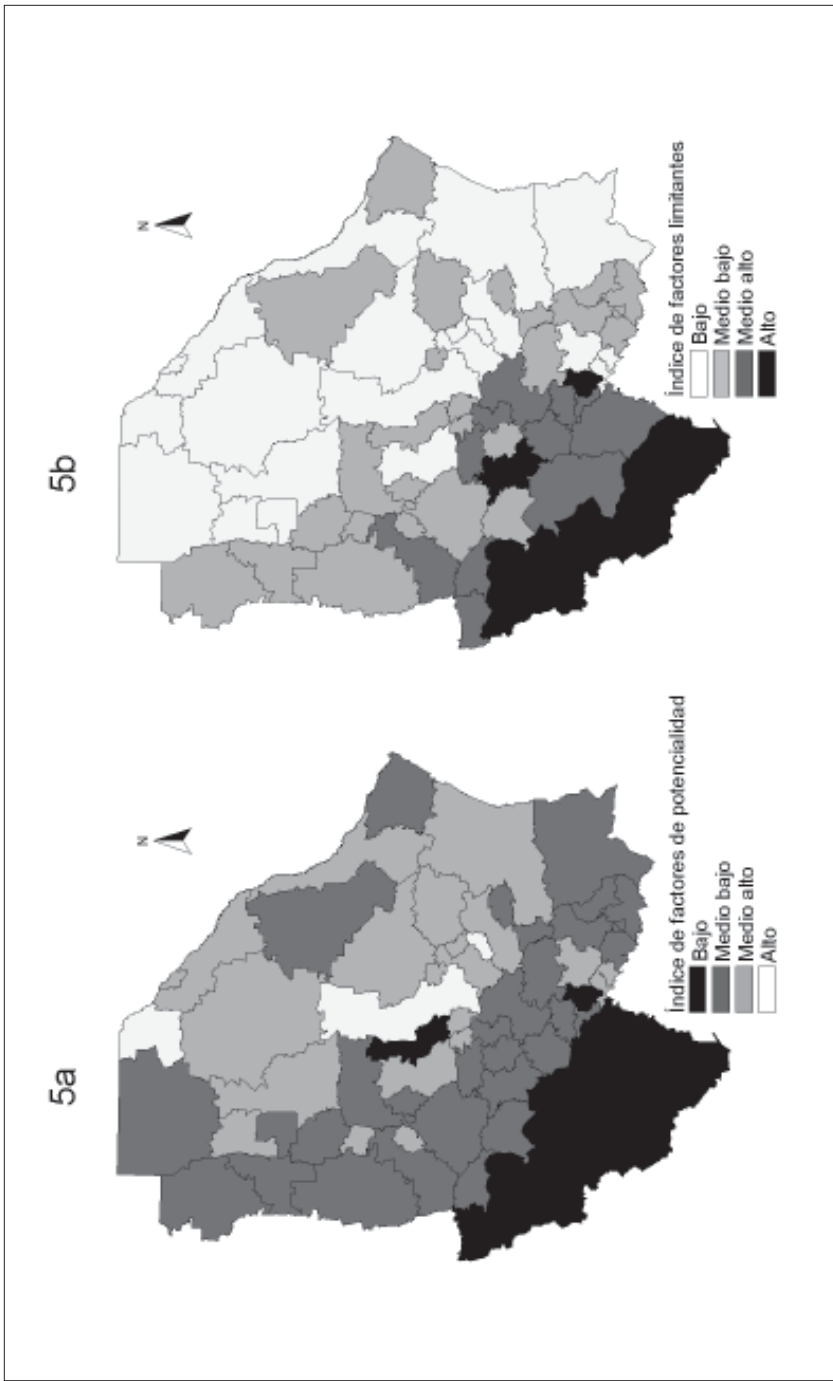 5a
N
Índice de factores de potencialidad
Bajo
Medio bajo
Medio alto
Alto
5b
N
Índice de factores limitantes
Bajo
Medio bajo
Medio alto
Alto